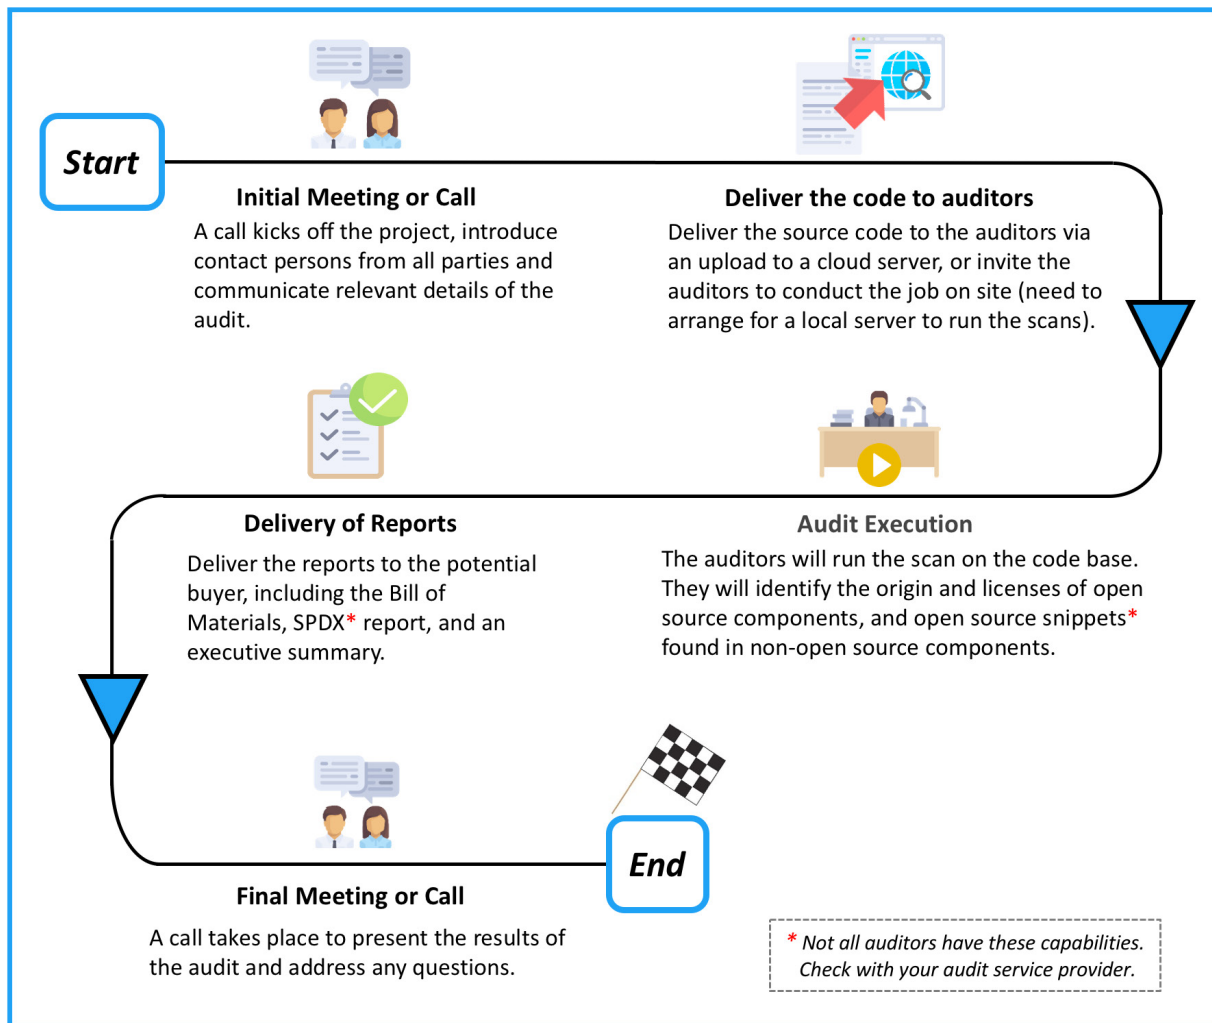 Start
Initial Meeting or Call
A call kicks off the project, introduce
contact persons from all parties and
communicate relevant details of the
audit.
Deliver the code to auditors
Deliver the source code to the auditors via
an upload to a cloud server, or invite the
auditors to conduct the job on site (need to
arrange for a local server to run the scans).
Audit Execution
The auditors will run the scan on the code base.
They will identify the origin and licenses of open
source components, and open source snippets*
found in non-open source components.
Delivery of Reports
Deliver the reports to the potential
buyer, including the Bill of
Materials, SPDX* report, and an
executive summary.
Final Meeting or Call
A call takes place to present the results of
the audit and address any questions.
End
* Not all auditors have these capabilities.
Check with your audit service provider.